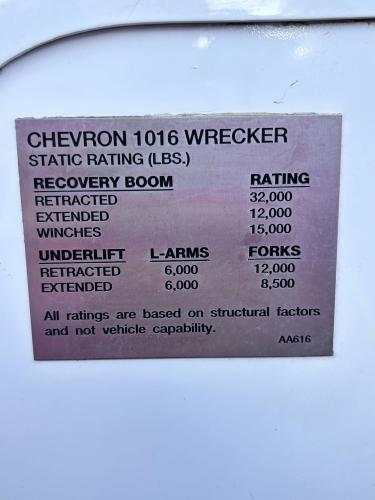 CHEVRON 1016 WRECKER
STATIC RATING (LBS.)
RECOVERY BOOM RATING
RETRACTED 32,000
EXTENDED 12,000
WINCHES 15,000
UNDERLIFT L-ARMS FORKS
RETRACTED 6,000 12,000
EXTENDED 6,000 8,500
All ratings are based on structural factors
and not vehicle capability.
AA616